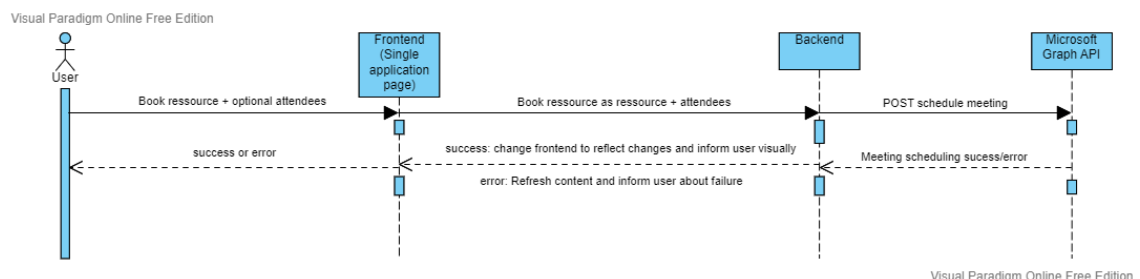 Visual Paradigm Online Free Edition
User
Frontend
(Single
application
page)
Backend
Microsoft
Graph API
Book ressource + optional attendees
Book ressource as ressource + attendees
POST schedule meeting
success or error
success: change frontend to reflect changes and inform user visually
Meeting scheduling sucess/error
error: Refresh content and inform user about failure
Visual Paradigm Online Free Edition